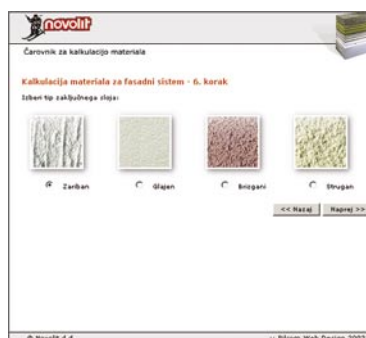 novolit
Čarovnik za kalkulacijo materiala
Kalkulacija materiala za fasadni sistem - 6. korak
Izberi tip zaključnega sloja:
Zariban Glajen Brizgani Strugan
<< Nazaj Naprej >>
© Novolit d.d.
Web Design 2002